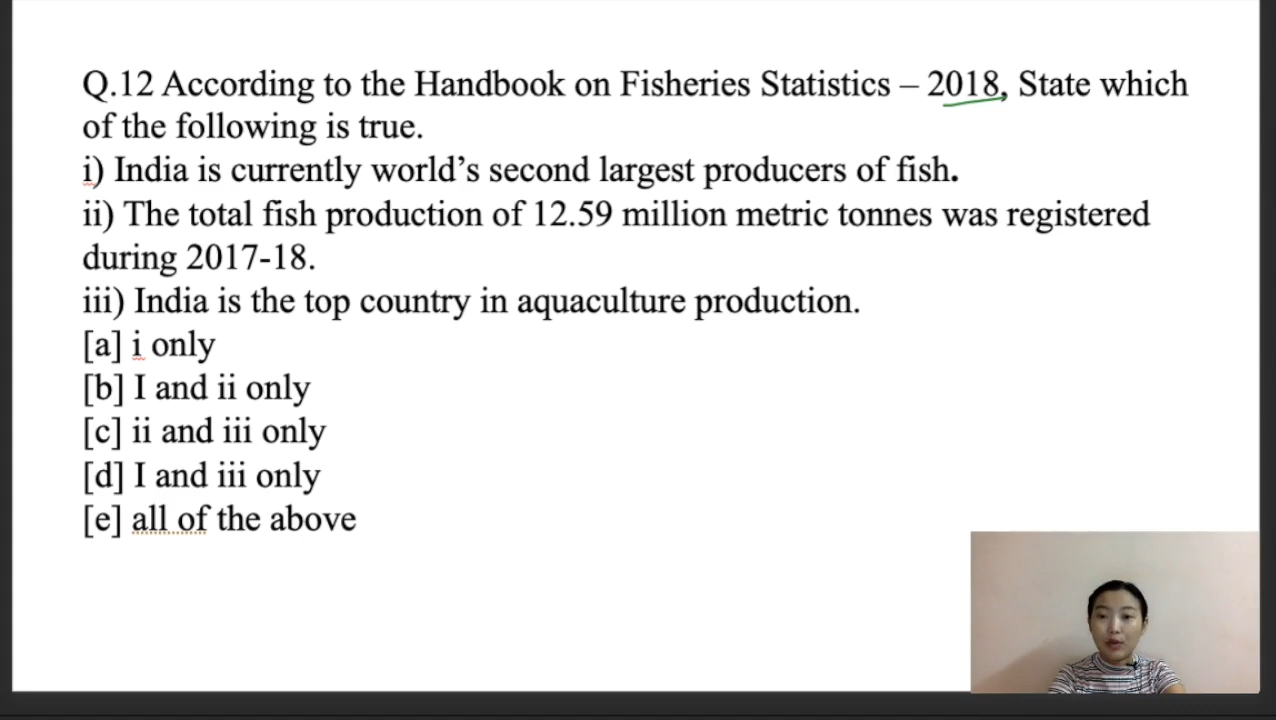 Q.12 According to the Handbook on Fisheries Statistics – 2018, State which
of the following is true.
i) India is currently world’s second largest producers of fish.
ii) The total fish production of 12.59 million metric tonnes was registered
during 2017-18.
iii) India is the top country in aquaculture production.
[a] i only
[b] I and ii only
[c] ii and iii only
[d] I and iii only
[e] all of the above